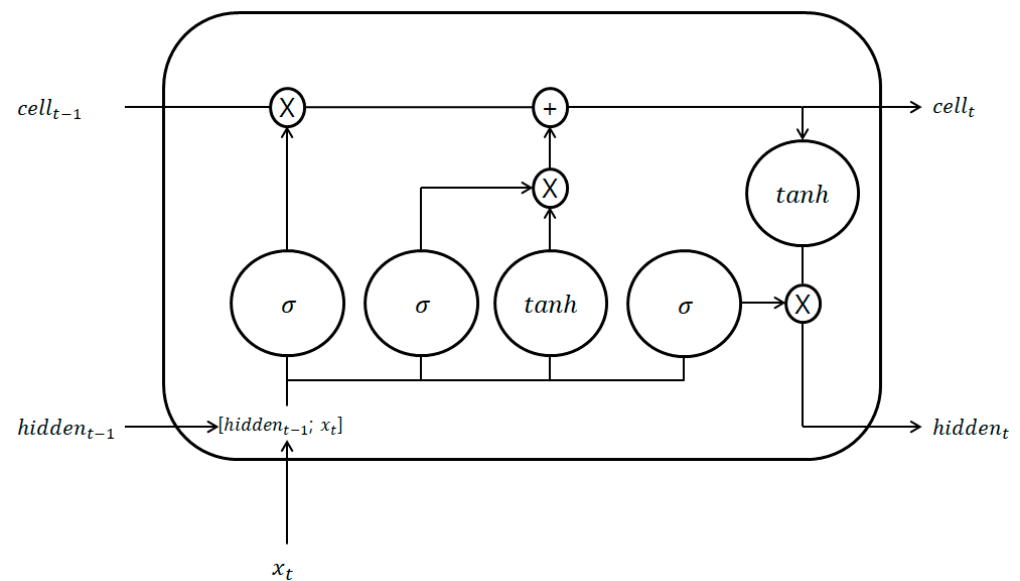 cell_{t−1}
X
+
cell_t
X
tanh
σ
σ
tanh
σ
X
hidden_{t−1}
[hidden_{t−1}; x_t]
hidden_t
x_t